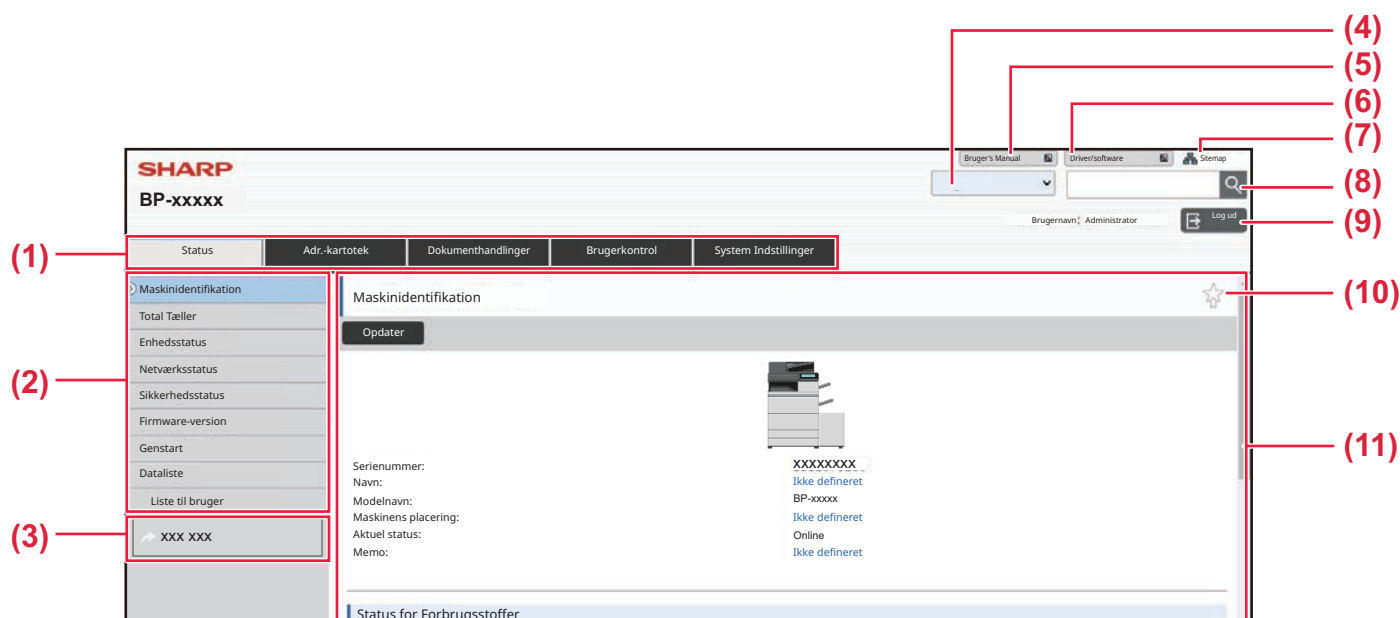 (4)
(5)
(6)
(7)
(8)
(9)
SHARP
BP-xxxxx
Bruger's Manual
Driver/software
Sitemap
Brugernavn: Administrator
Log ud
(1)
Status
Adr.-kartotek
Dokumenthandlinger
Brugerkontrol
System Indstillinger
(2)
Maskinidentifikation
Total Tæller
Enhedsstatus
Netværksstatus
Sikkerhedsstatus
Firmware-version
Genstart
Dataliste
Liste til bruger
(3)
XXX XXX
Maskinidentifikation
(10)
Opdater
(11)
Serienummer: XXXXXXXX
Navn: Ikke defineret
Modelnavn: BP-xxxxx
Maskinens placering: Ikke defineret
Aktuel status: Online
Memo: Ikke defineret
Status for Forbrugsstoffer